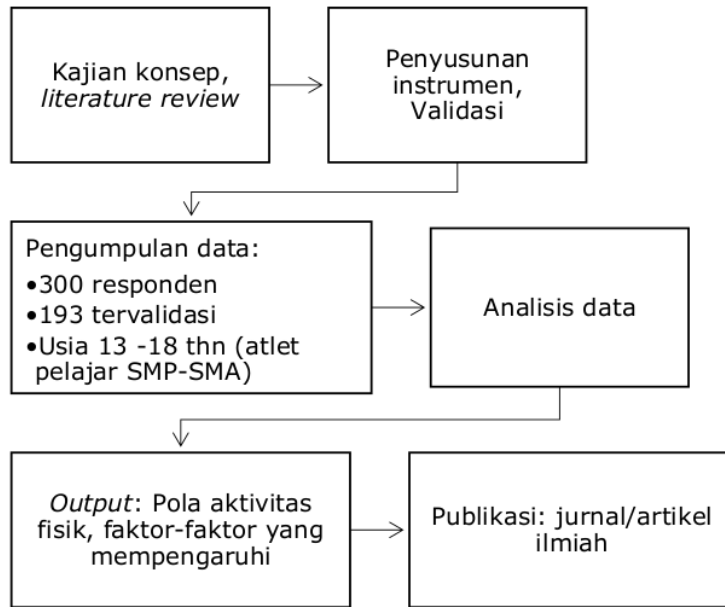 Kajian konsep,
literature review
Penyusunan
instrumen,
Validasi
Pengumpulan data:
•300 responden
•193 tervalidasi
•Usia 13 -18 thn (atlet
pelajar SMP-SMA)
Analisis data
Output: Pola aktivitas
fisik, faktor-faktor yang
mempengaruhi
Publikasi: jurnal/artikel
ilmiah